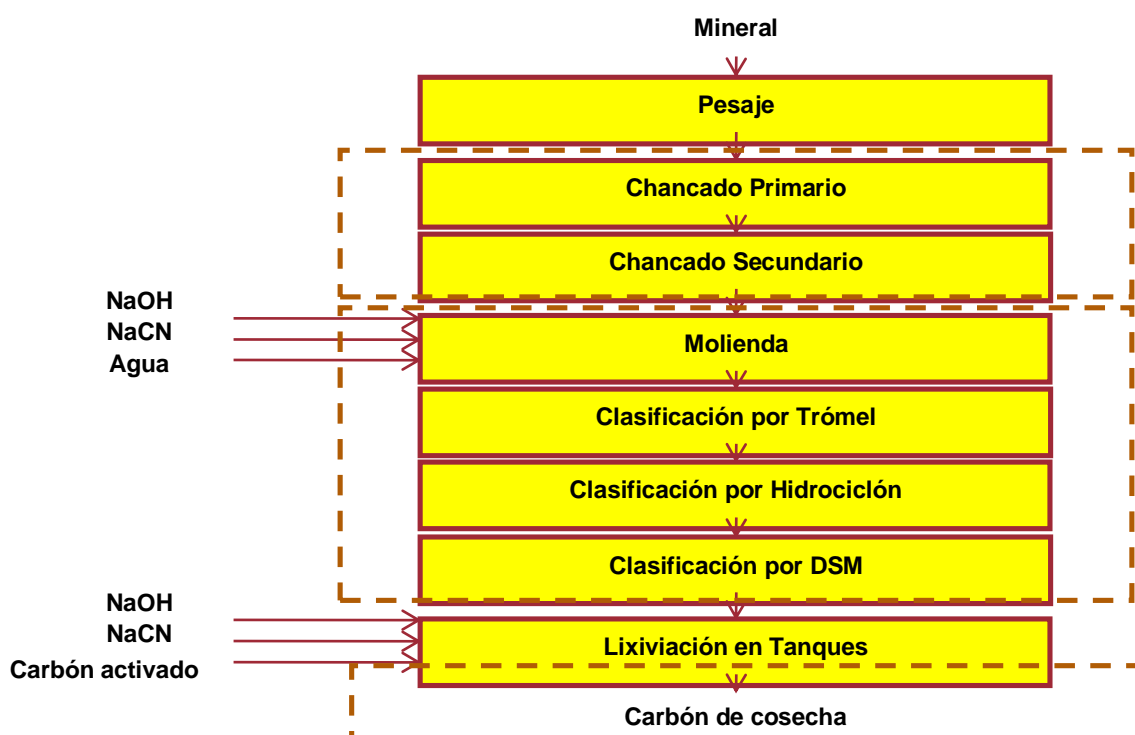 Mineral
Pesaje
Chancado Primario
Chancado Secundario
NaOH
NaCN
Agua
Molienda
Clasificación por Trómel
Clasificación por Hidrociclón
Clasificación por DSM
NaOH
NaCN
Carbón activado
Lixiviación en Tanques
Carbón de cosecha